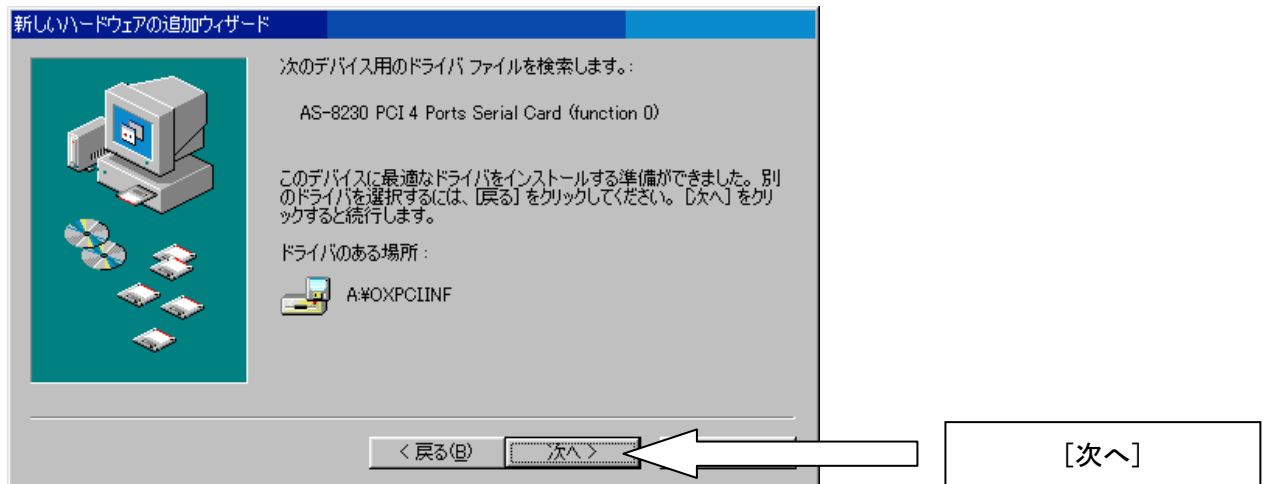 新しいハードウェアの追加ウィザード
次のデバイス用のドライバ ファイルを検索します。:
AS-8230 PCI 4 Ports Serial Card (function 0)
このデバイスに最適なドライバをインストールする準備ができました。別
のドライバを選択するには、[戻る] をクリックしてください。[次へ] をクリ
ックすると続行します。
ドライバのある場所 :
A:¥OXPCIINF
< 戻る(B)
次へ >
[次へ]